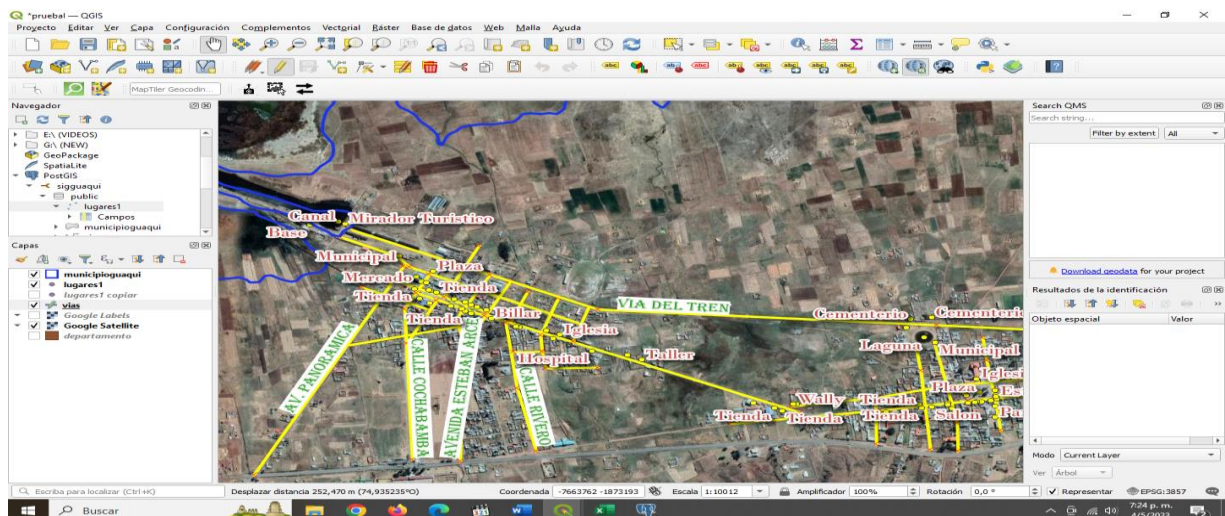 *prueba1 — QGIS
Proyecto Editar Ver Capa Configuración Complementos Vectorial Ráster Base de datos Web Malla Ayuda
MapTiler Geocodin...
Navegador
E:\ (VIDEOS)
G:\ (NEW)
GeoPackage
SpatiaLite
PostGIS
sigguaqui
public
lugares1
Campos
municipioguaqui
Capas
municipioguaqui
lugares1
lugares1 copiar
vias
Google Labels
Google Satellite
departamento
Canal Mirador Turistico
Base
Municipal
Plaza
Mercado
Tienda
Tienda
Tienda
Billar
VIA DEL TREN
Iglesia
Cementerio
Cementerio
Laguna
Municipal
Hospital
Taller
AV. PANORAMICA
CALLE COCHABAMBA
AVENIDA ESTEBAN ARCE
CALLE RIVERO
Iglesi
Plaza
Es
Wally
Tienda
Tienda
Tienda
Tienda
Salon
Pa
Search QMS
Search string...
Filter by extent All
Download geodata for your project
Resultados de la identificación
Objeto espacial Valor
Modo Current Layer
Ver Árbol
Escriba para localizar (Ctrl+K) Desplazar distancia 252,470 m (74,935235°O) Coordenada -7663762 -1873193 Escala 1:10012 Amplificador 100% Rotación 0,0 ° Representar EPSG:3857
Buscar
7:24 p. m.
4/5/2023